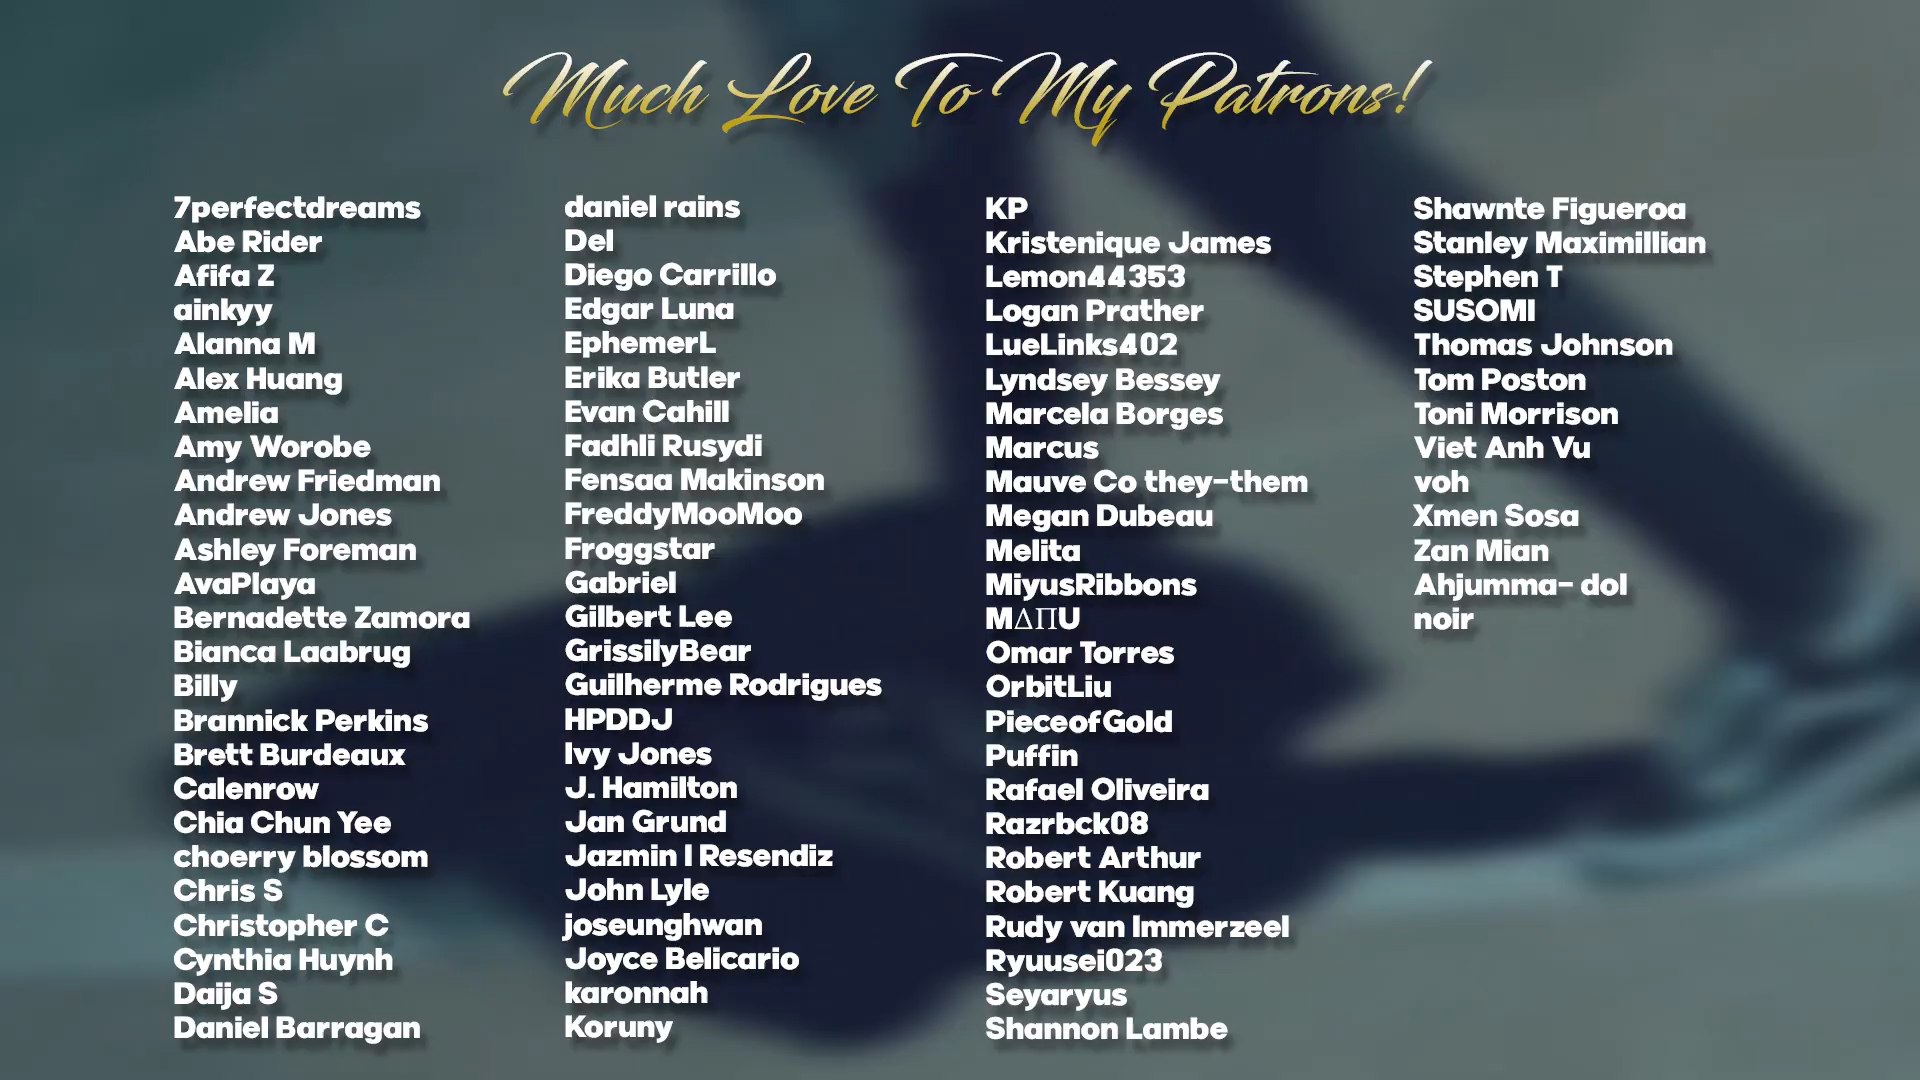 Much Love To My Patrons!
7perfectdreams
Abe Rider
Afifa Z
ainkyy
Alanna M
Alex Huang
Amelia
Amy Worobe
Andrew Friedman
Andrew Jones
Ashley Foreman
AvaPlaya
Bernadette Zamora
Bianca Laabrug
Billy
Brannick Perkins
Brett Burdeaux
Calenrow
Chia Chun Yee
choerry blossom
Chris S
Christopher C
Cynthia Huynh
Daija S
Daniel Barragan
daniel rains
Del
Diego Carrillo
Edgar Luna
EphemerL
Erika Butler
Evan Cahill
Fadhli Rusydi
Fensaa Makinson
FreddyMooMoo
Froggstar
Gabriel
Gilbert Lee
GrissilyBear
Guilherme Rodrigues
HPDDJ
Ivy Jones
J. Hamilton
Jan Grund
Jazmin I Resendiz
John Lyle
joseunghwan
Joyce Belicario
karonnah
Koruny
KP
Kristenique James
Lemon44353
Logan Prather
LueLinks402
Lyndsey Bessey
Marcela Borges
Marcus
Mauve Co they-them
Megan Dubeau
Melita
MiyusRibbons
MΔΠU
Omar Torres
OrbitLiu
PieceofGold
Puffin
Rafael Oliveira
Razrbck08
Robert Arthur
Robert Kuang
Rudy van Immerzeel
Ryuusei023
Seyaryus
Shannon Lambe
Shawnte Figueroa
Stanley Maximillian
Stephen T
SUSOMI
Thomas Johnson
Tom Poston
Toni Morrison
Viet Anh Vu
voh
Xmen Sosa
Zan Mian
Ahjumma- dol
noir